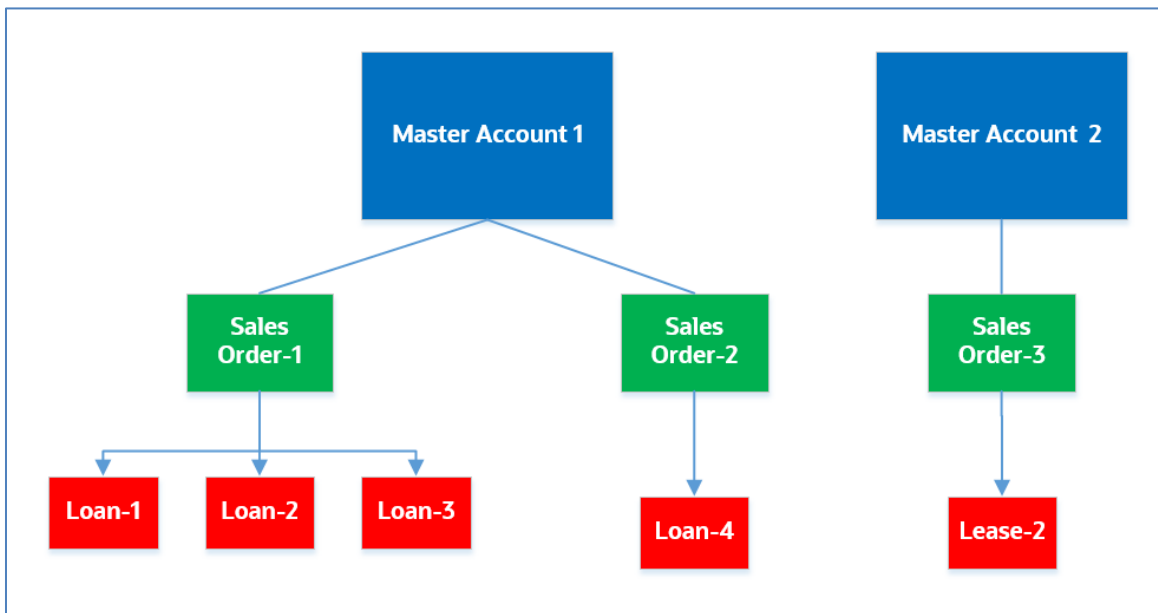 Master Account 1
Master Account 2
Sales
Order-1
Sales
Order-2
Sales
Order-3
Loan-1
Loan-2
Loan-3
Loan-4
Lease-2